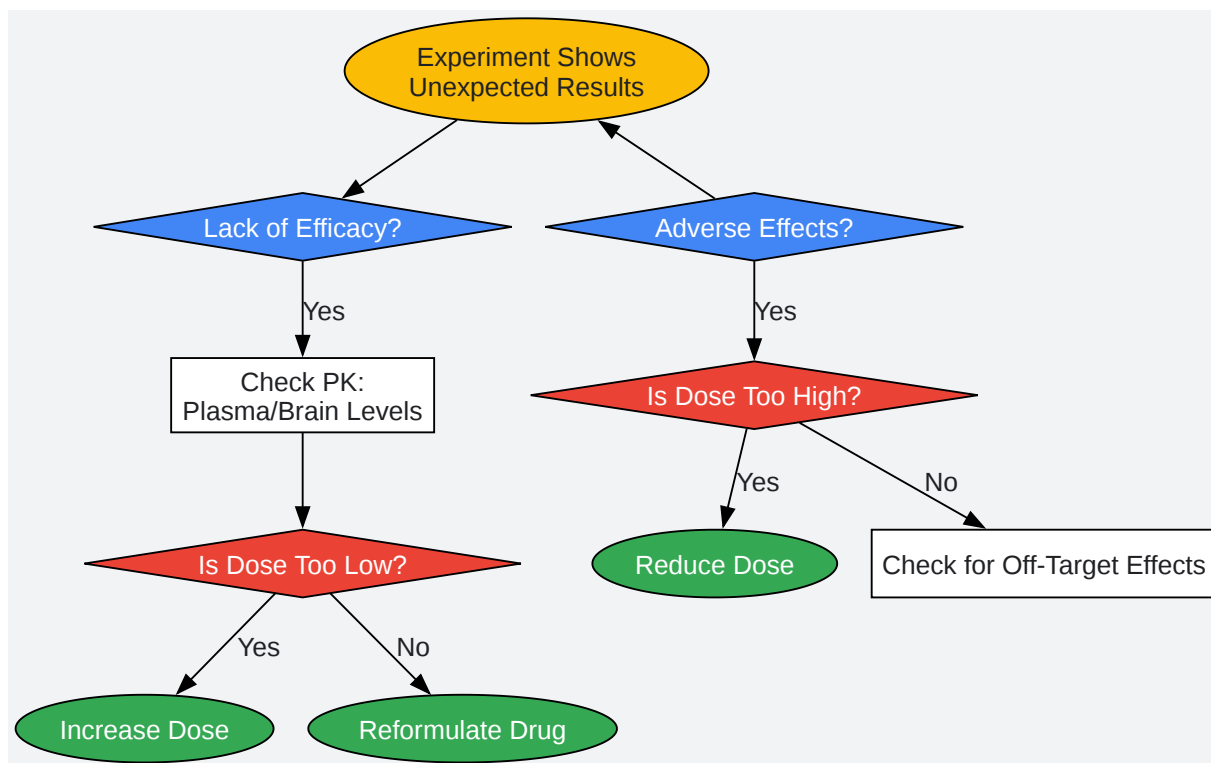 Experiment Shows
Unexpected Results
Lack of Efficacy?
Adverse Effects?
Yes
Yes
Check PK:
Plasma/Brain Levels
Is Dose Too High?
Yes
No
Is Dose Too Low?
Reduce Dose
Check for Off-Target Effects
Yes
No
Increase Dose
Reformulate Drug